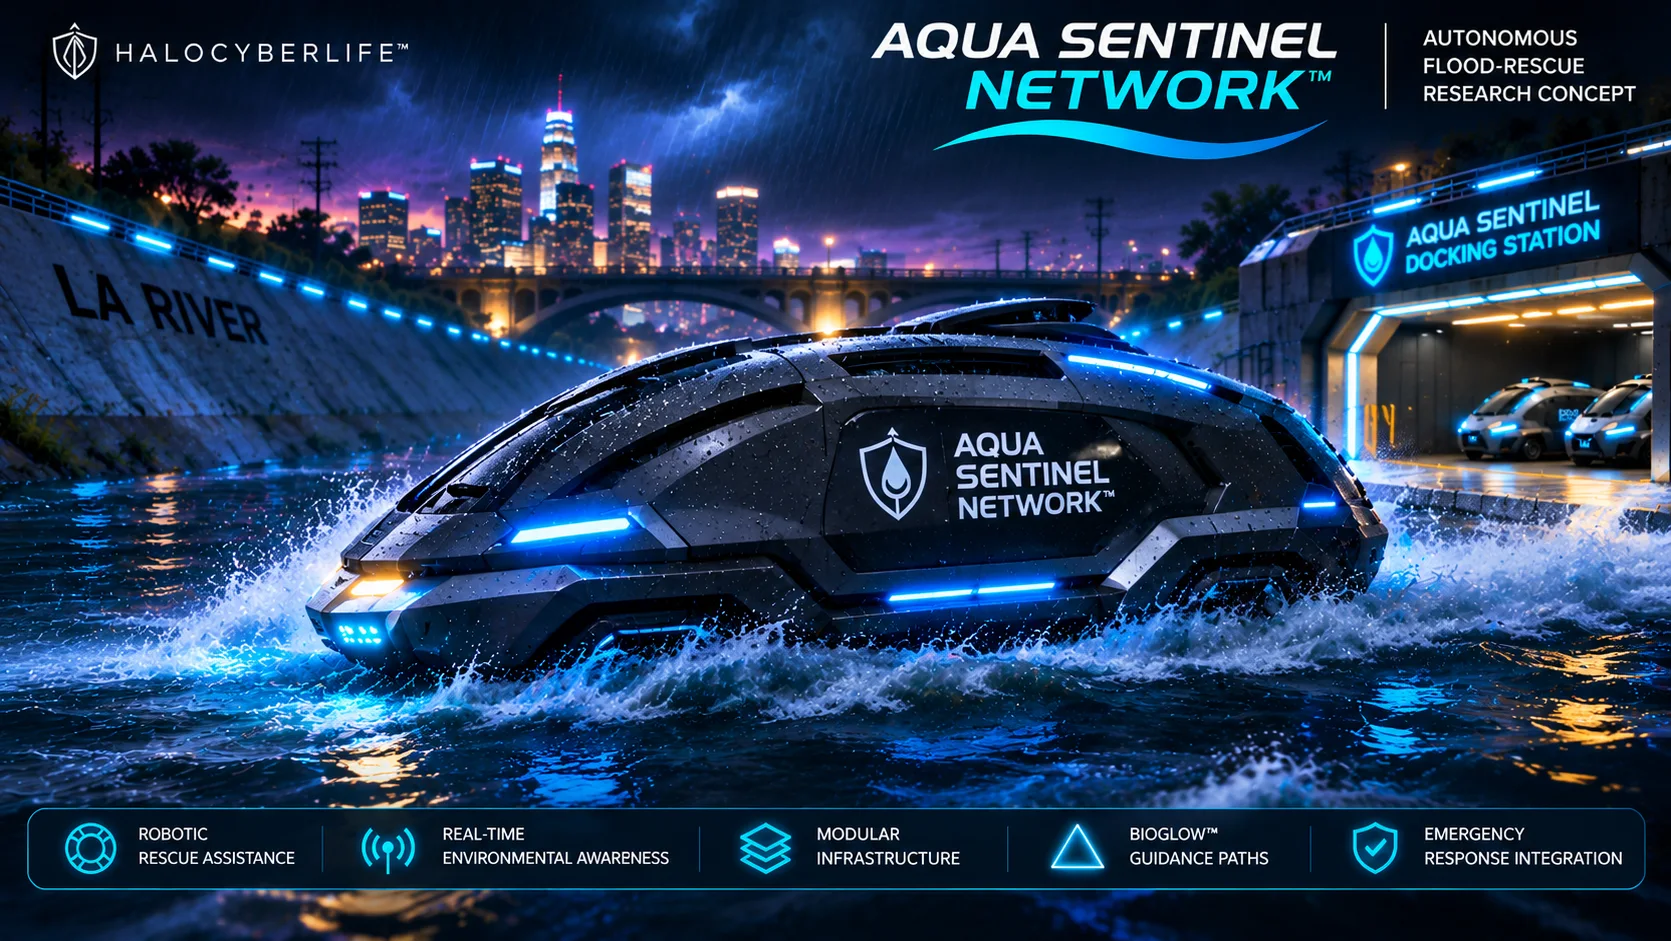 HALOCYBERLIFE™
AQUA SENTINEL
NETWORK™
AUTONOMOUS
FLOOD-RESCUE
RESEARCH CONCEPT
LA RIVER
AQUA SENTINEL
DOCKING STATION
AQUA
SENTINEL
NETWORK™
ROBOTIC
RESCUE ASSISTANCE
REAL-TIME
ENVIRONMENTAL AWARENESS
MODULAR
INFRASTRUCTURE
BIOGLOW™
GUIDANCE PATHS
EMERGENCY
RESPONSE INTEGRATION